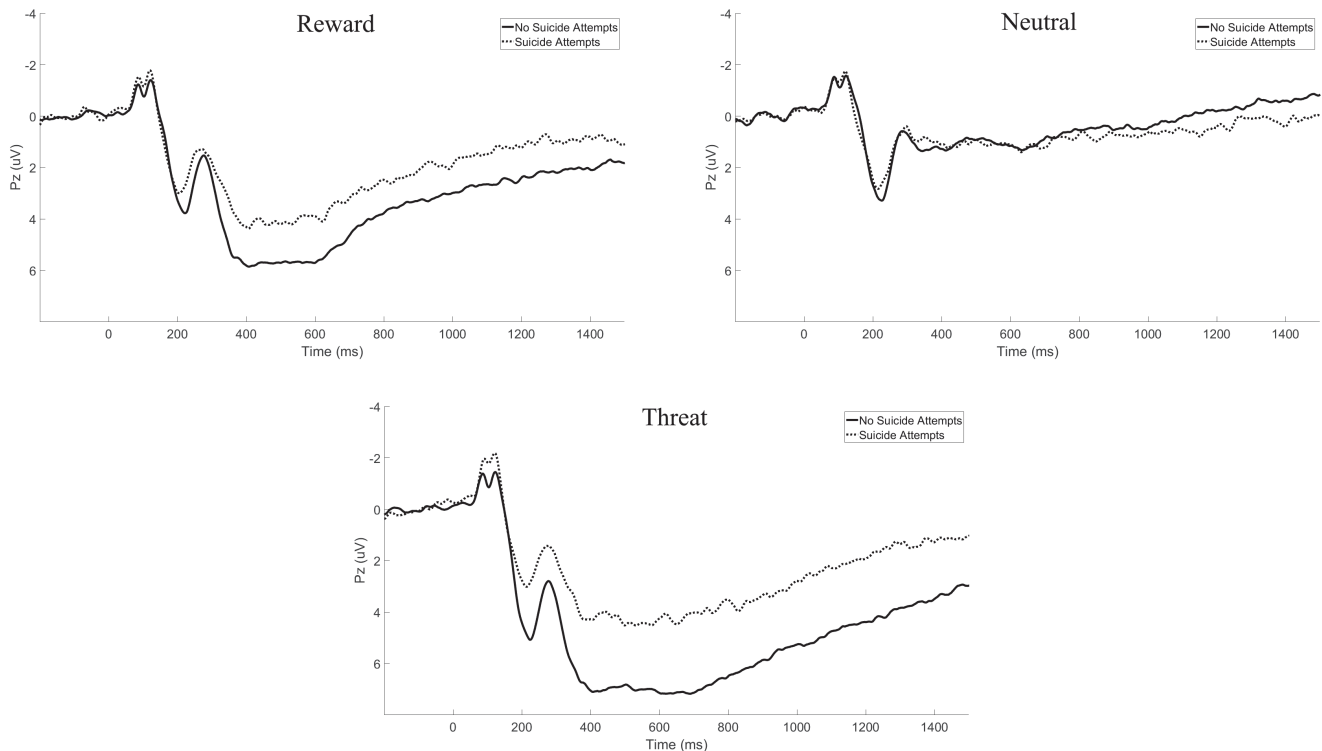 Reward
No Suicide Attempts
Suicide Attempts
-4
-2
0
2
4
6
Pz (uV)
0 200 400 600 800 1000 1200 1400
Time (ms)
Neutral
No Suicide Attempts
Suicide Attempts
-4
-2
0
2
4
6
Pz (uV)
0 200 400 600 800 1000 1200 1400
Time (ms)
Threat
No Suicide Attempts
Suicide Attempts
-4
-2
0
2
4
6
Pz (uV)
0 200 400 600 800 1000 1200 1400
Time (ms)